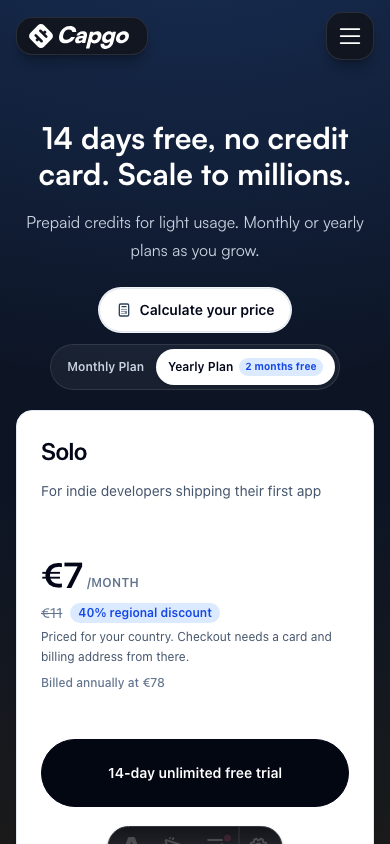 Capgo
14 days free, no credit
card. Scale to millions.
Prepaid credits for light usage. Monthly or yearly
plans as you grow.
Calculate your price
Monthly Plan
Yearly Plan 2 months free
Solo
For indie developers shipping their first app
€7 /MONTH
€11 40% regional discount
Priced for your country. Checkout needs a card and
billing address from there.
Billed annually at €78
14-day unlimited free trial